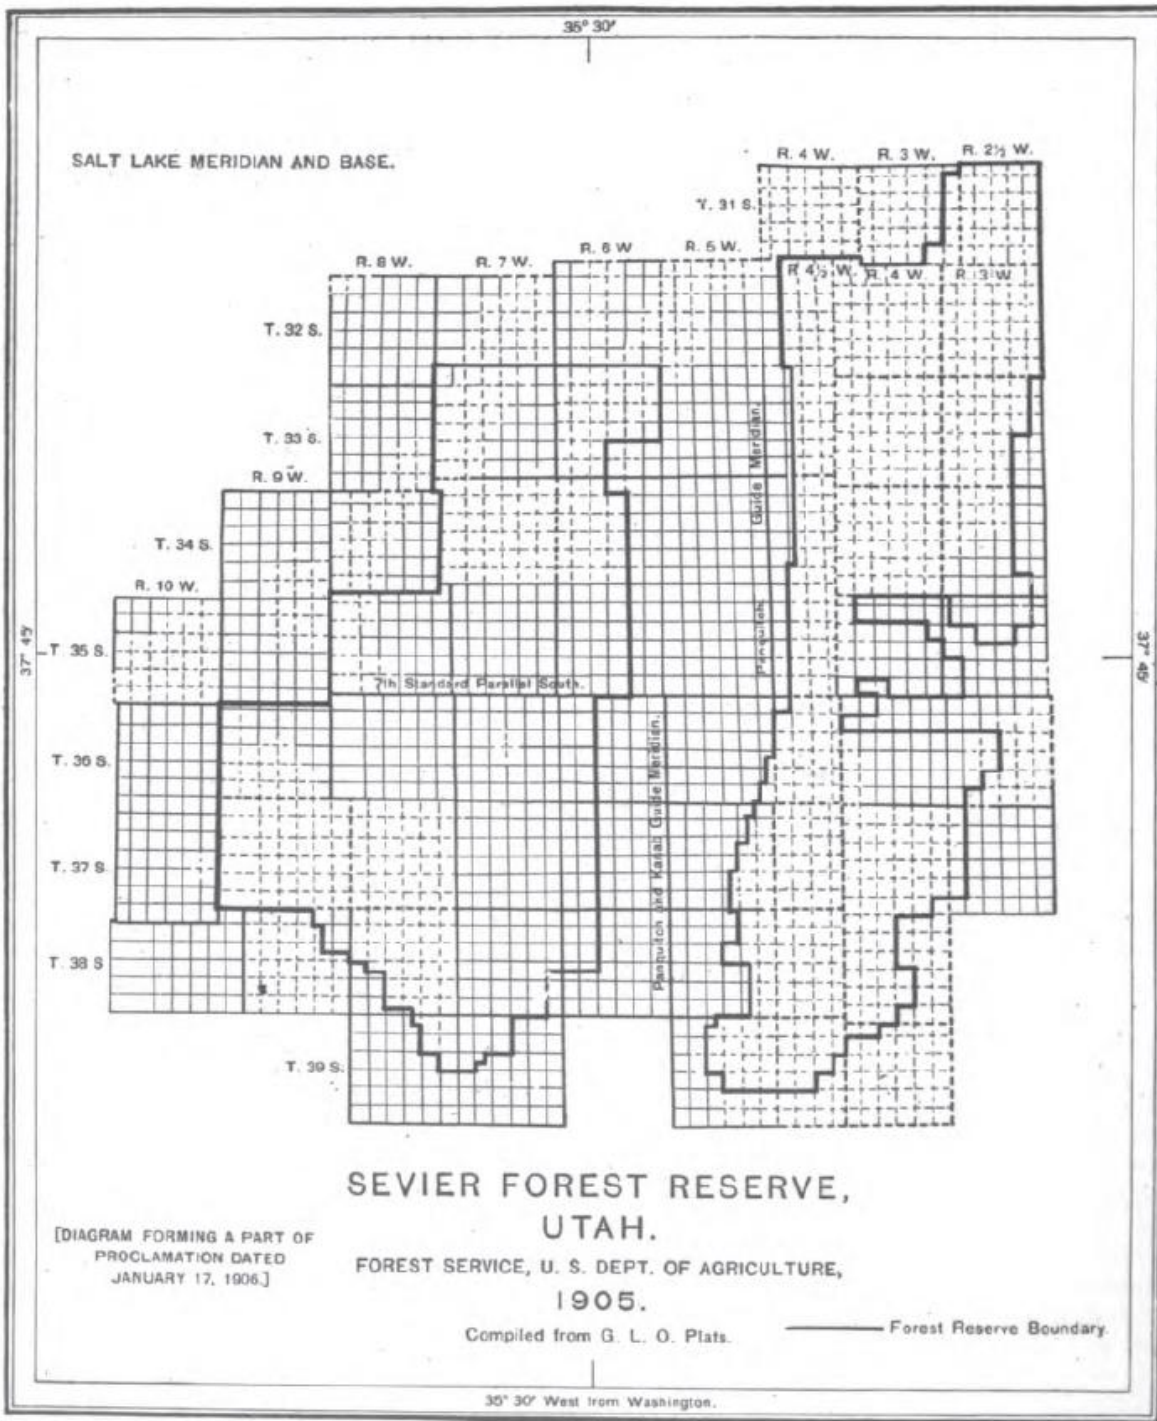 35° 30'
SALT LAKE MERIDIAN AND BASE.
R. 4 W. R. 3 W. R. 2½ W.
T. 31 S.
R. 8 W. R. 7 W. R. 6 W R. 5 W.
R. 4½ W. R. 4 W. R. 3 W
T. 32 S.
T. 33 S.
R. 9 W.
T. 34 S.
R. 10 W.
Guide Meridian.
Panguitch.
37° 45'
T. 35 S.
37° 45'
7th Standard Parallel South.
T. 36 S.
Panguitch and Kanab Guide Meridian.
T. 37 S.
T. 38 S
T. 39 S.
SEVIER FOREST RESERVE,
UTAH.
[DIAGRAM FORMING A PART OF
PROCLAMATION DATED
JANUARY 17, 1906.]
FOREST SERVICE, U. S. DEPT. OF AGRICULTURE,
1905.
Compiled from G. L. O. Plats.
Forest Reserve Boundary.
35° 30' West from Washington.